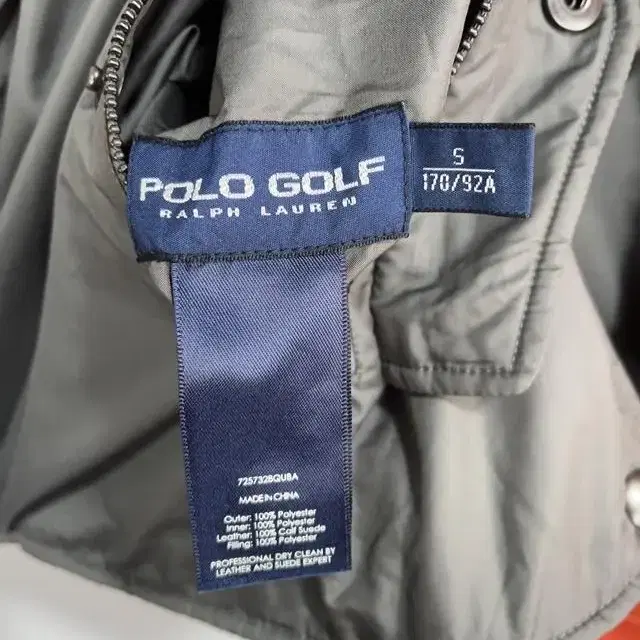 POLO GOLF
RALPH LAUREN
S
170/92A
725732BQUBA
MADE IN CHINA
Outer: 100% Polyester
Inner: 100% Polyester
Leather: 100% Calf Suede
Filling: 100% Polyester
PROFESSIONAL DRY CLEAN BY
LEATHER AND SUEDE EXPERT